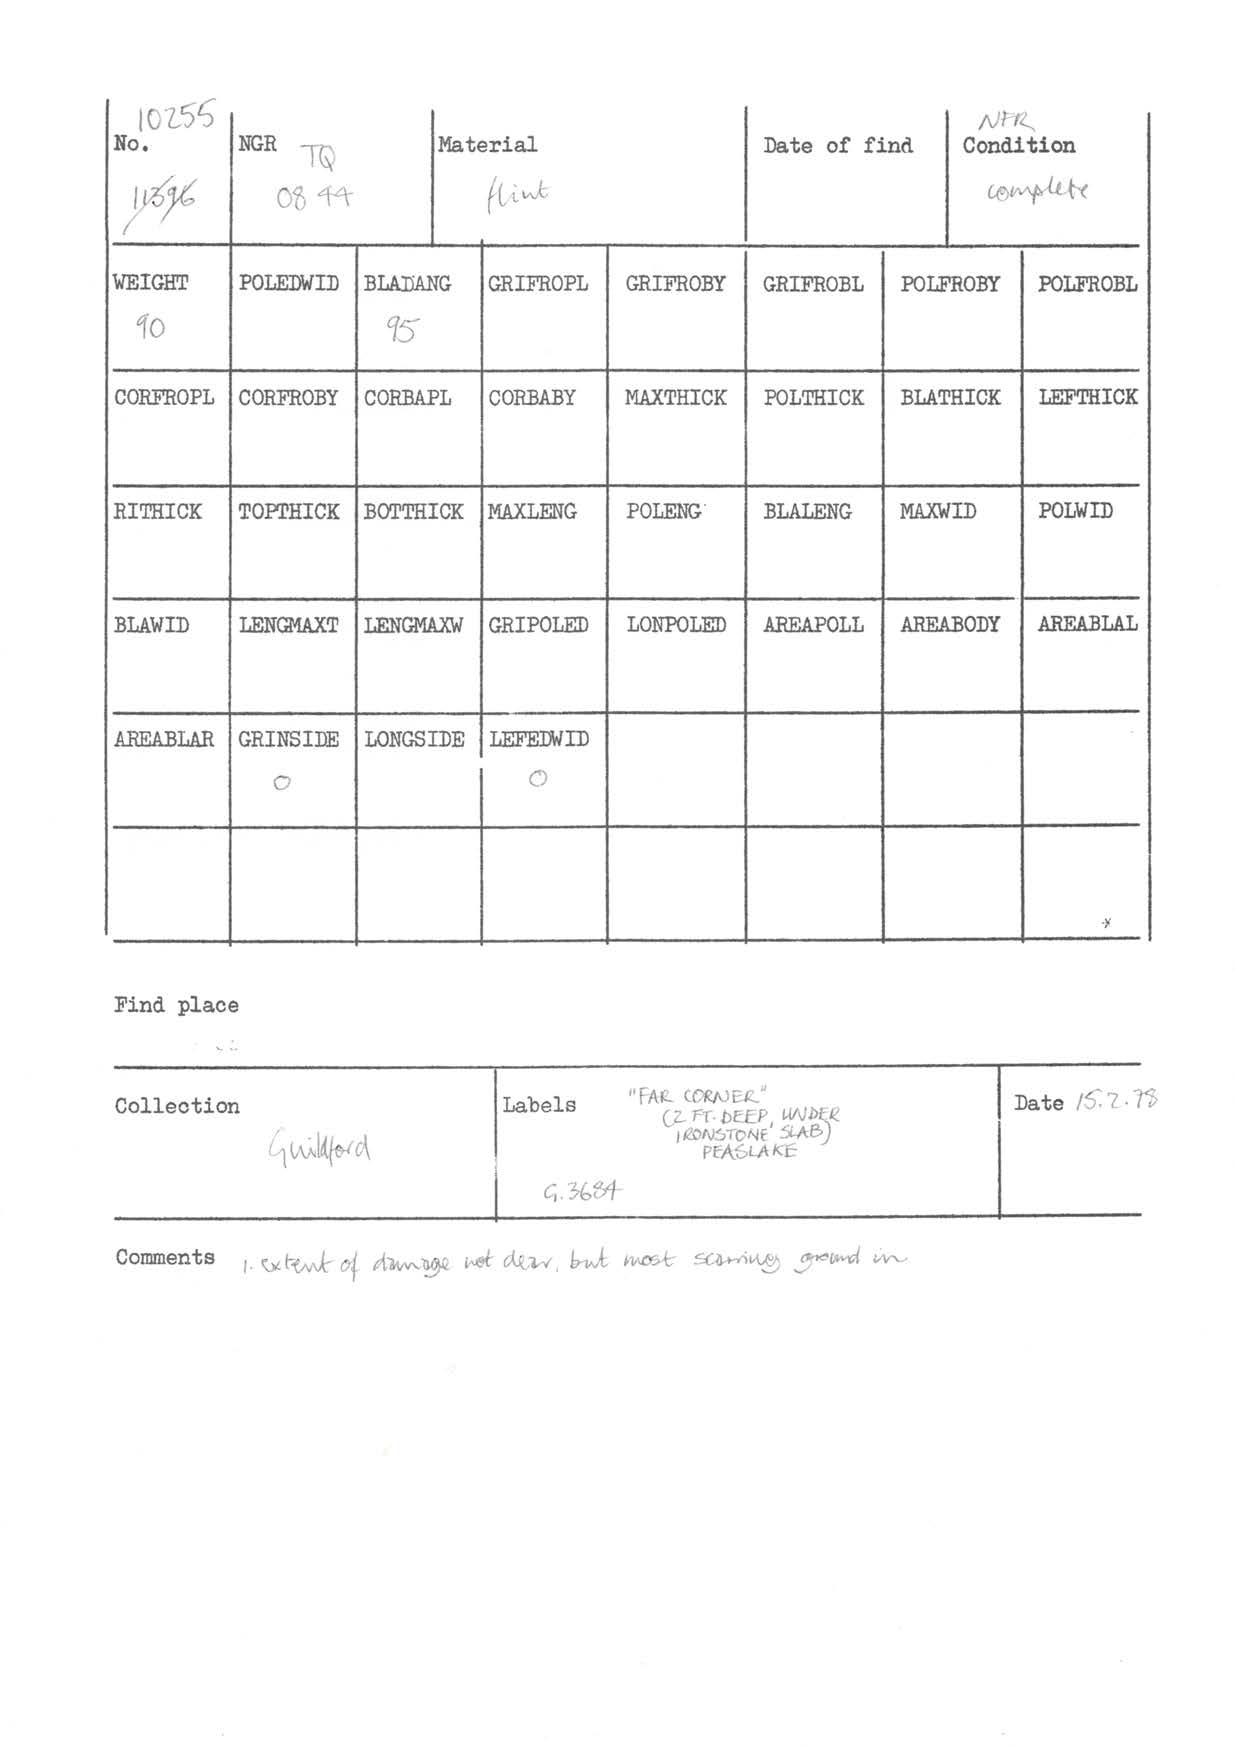 10255
No.
NGR TQ
Material
Date of find
NFR
Condition
08 44
flint
complete
WEIGHT POLEDWID BLADANG GRIFROPL GRIFROBY GRIFROBL POLFROBY POLFROBL
90 95
CORFROPL CORFROBY CORBAPL CORBABY MAXTHICK POLTHICK BLATHICK LEFTHICK
RITHICK TOPTHICK BOTTHICK MAXLENG POLENG BLALENG MAXWID POLWID
BLAWID LENGMAXT LENGMAXW GRIPOLED LONPOLED AREAPOLL AREABODY AREABLAL
AREABLAR GRINSIDE LONGSIDE LEFEDWID
0 0
Find place
Collection
Guildford
Labels
"FAR CORNER"
(2 FT. DEEP, UNDER
IRONSTONE SLAB)
PEASLAKE
G.3684
Date 15.2.78
Comments 1. extent of damage not clear, but most scarring ground in